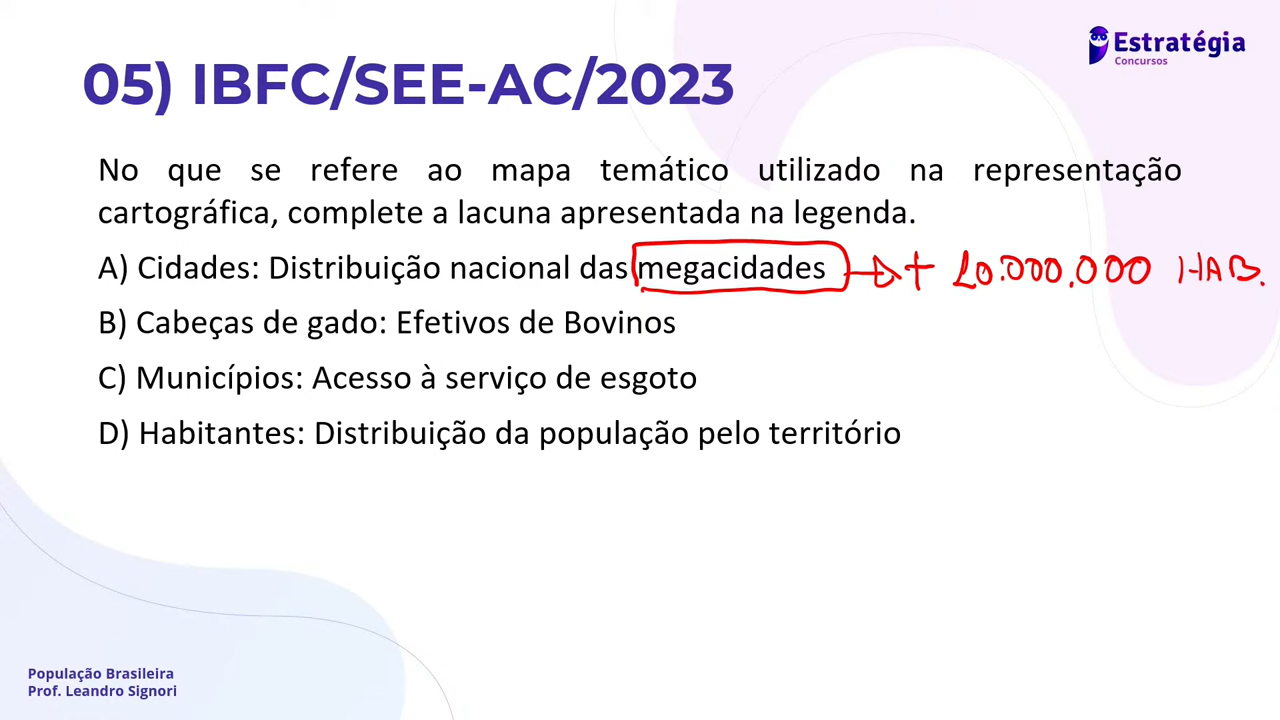 Estratégia
Concursos
05) IBFC/SEE-AC/2023
No que se refere ao mapa temático utilizado na representação
cartográfica, complete a lacuna apresentada na legenda.
A) Cidades: Distribuição nacional das megacidades → + 10.000.000 HAB.
B) Cabeças de gado: Efetivos de Bovinos
C) Municípios: Acesso à serviço de esgoto
D) Habitantes: Distribuição da população pelo território
População Brasileira
Prof. Leandro Signori